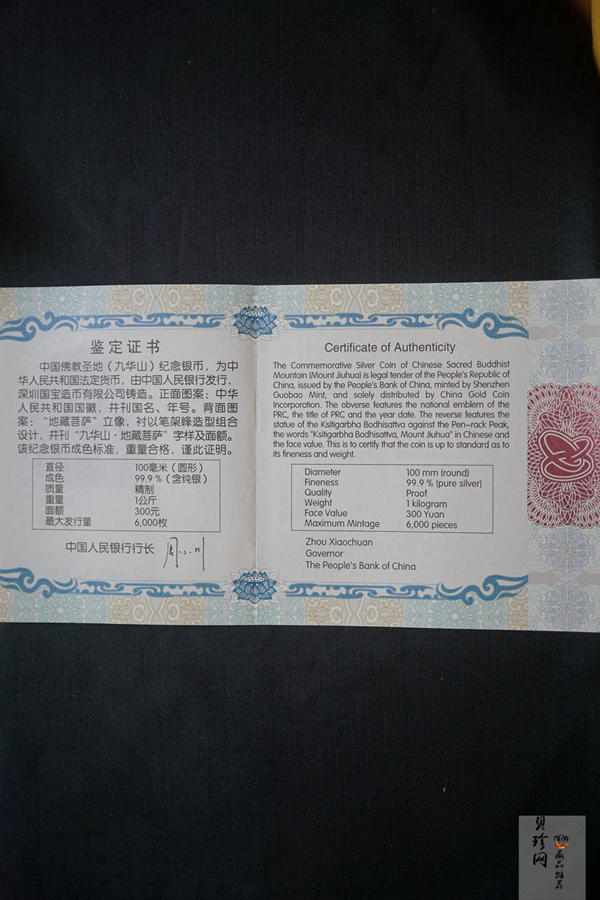 鉴定证书
中国佛教圣地（九华山）纪念银币，为中
华人民共和国法定货币，由中国人民银行发行，
深圳国宝造币有限公司铸造。正面图案：中华
人民共和国国徽，并刊国名、年号。背面图
案：“地藏菩萨”立像，衬以笔架峰造型组合
设计，并刊“九华山·地藏菩萨”字样及面额。
该纪念银币成色标准，重量合格，谨此证明。
直径 100毫米（圆形）
成色 99.9％（含纯银）
质量 精制
重量 1公斤
面额 300元
最大发行量 6,000枚
中国人民银行行长
Certificate of Authenticity
The Commemorative Silver Coin of Chinese Sacred Buddhist
Mountain (Mount Jiuhua) is legal tender of the People's Republic of
China, issued by the People's Bank of China, minted by Shenzhen
Guobao Mint, and solely distributed by China Gold Coin
Incorporation. The obverse features the national emblem of the
PRC, the title of PRC and the year date. The reverse features the
statue of the Ksitigarbha Bodhisattva against the Pen-rack Peak,
the words "Ksitigarbha Bodhisattva, Mount Jiuhua" in Chinese and
the face value. This is to certify that the coin is up to standard as to
its fineness and weight.
Diameter 100 mm (round)
Fineness 99.9 % (pure silver)
Quality Proof
Weight 1 kilogram
Face Value 300 Yuan
Maximum Mintage 6,000 pieces
Zhou Xiaochuan
Governor
The People's Bank of China
贝珍网
藏品推荐